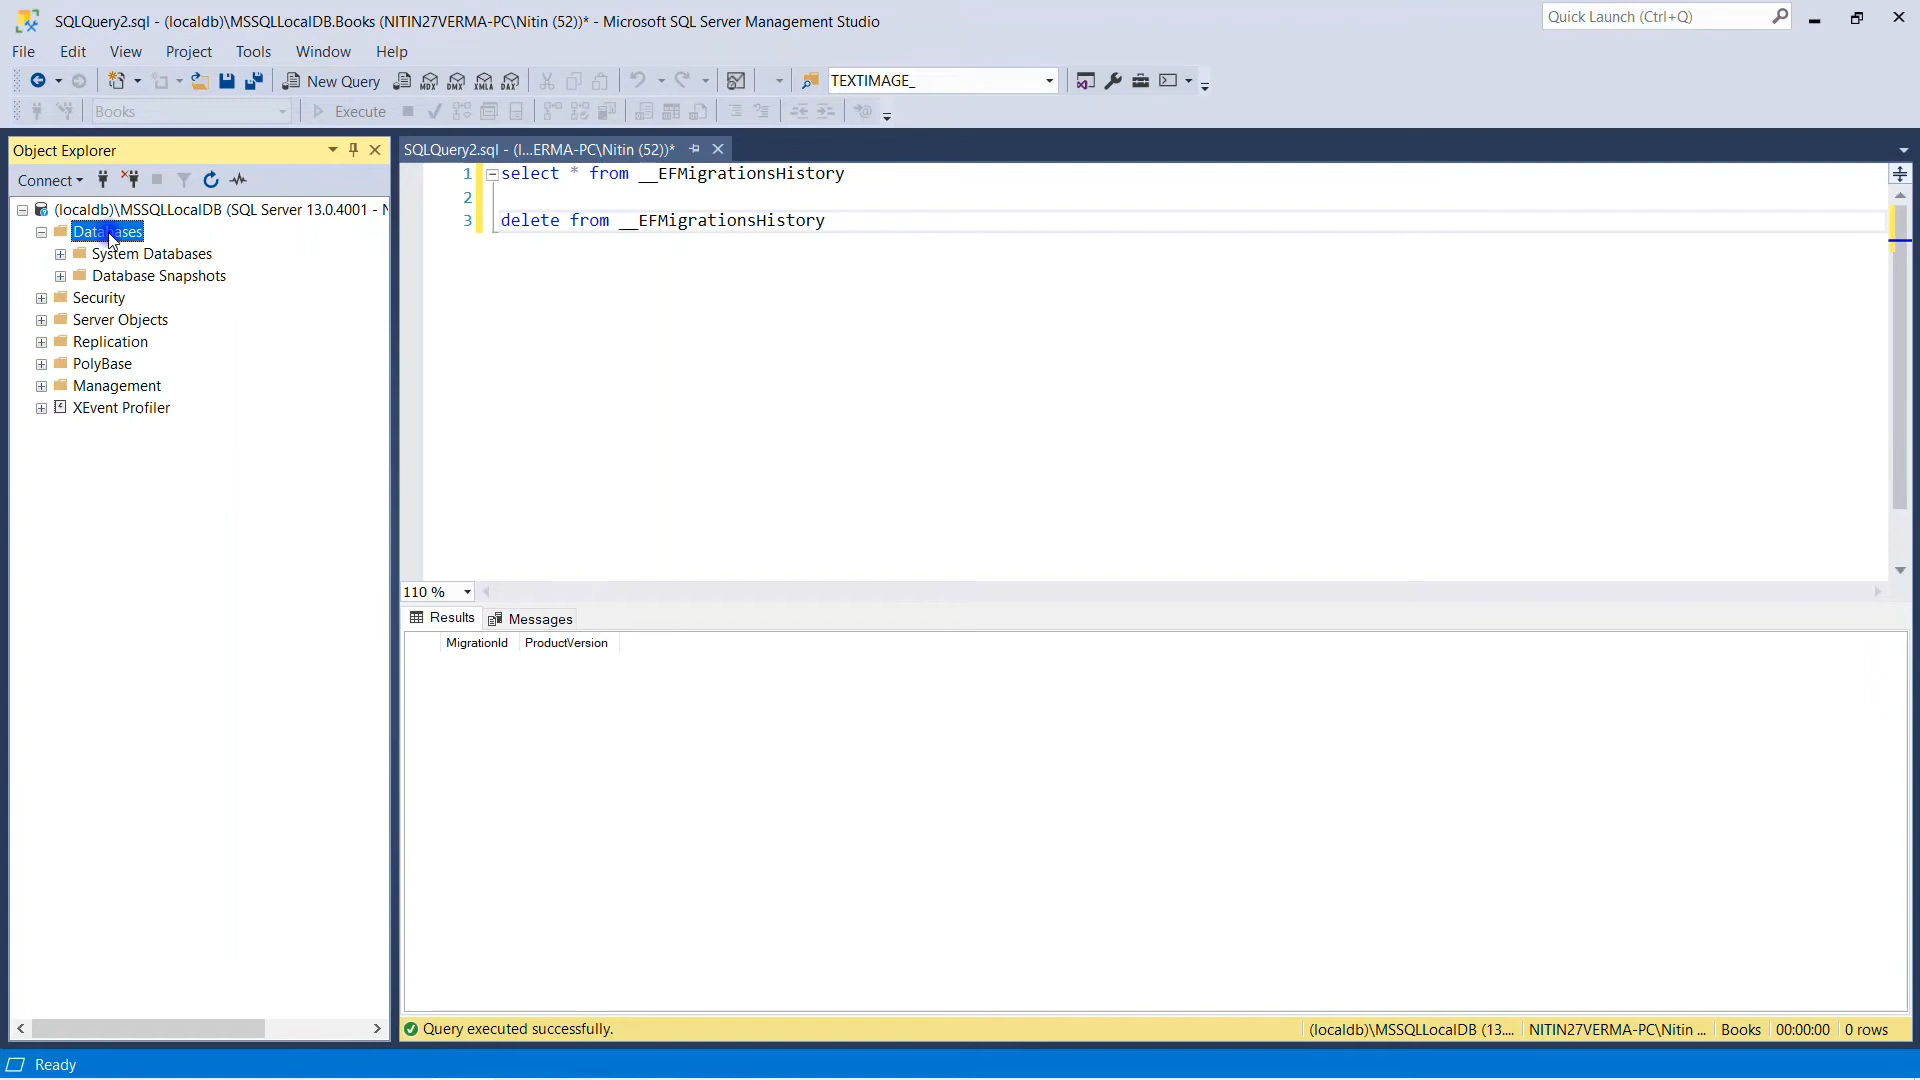 SQLQuery2.sql - (localdb)\MSSQLLocalDB.Books (NITIN27VERMA-PC\Nitin (52))* - Microsoft SQL Server Management Studio
Quick Launch (Ctrl+Q)
File Edit View Project Tools Window Help
New Query
MDX DMX XMLA DAX
TEXTIMAGE_
Books
Execute
Object Explorer
Connect
(localdb)\MSSQLLocalDB (SQL Server 13.0.4001 - N
Databases
System Databases
Database Snapshots
Security
Server Objects
Replication
PolyBase
Management
XEvent Profiler
SQLQuery2.sql - (l...ERMA-PC\Nitin (52))*
1 select * from __EFMigrationsHistory
2
3 delete from __EFMigrationsHistory
110 %
Results Messages
MigrationId ProductVersion
Query executed successfully.
(localdb)\MSSQLLocalDB (13.... NITIN27VERMA-PC\Nitin ... Books 00:00:00 0 rows
Ready